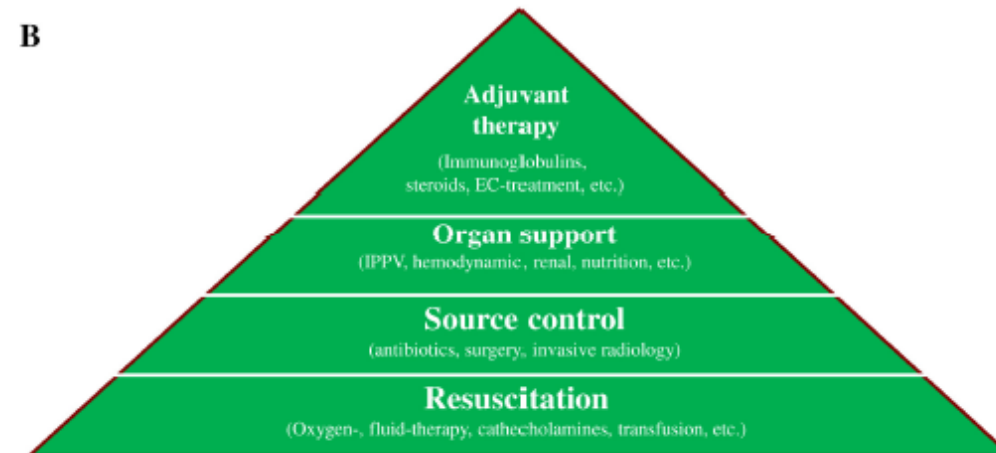 B
Adjuvant
therapy
(Immunoglobulins,
steroids, EC-treatment, etc.)
Organ support
(IPPV, hemodynamic, renal, nutrition, etc.)
Source control
(antibiotics, surgery, invasive radiology)
Resuscitation
(Oxygen-, fluid-therapy, cathecholamines, transfusion, etc.)